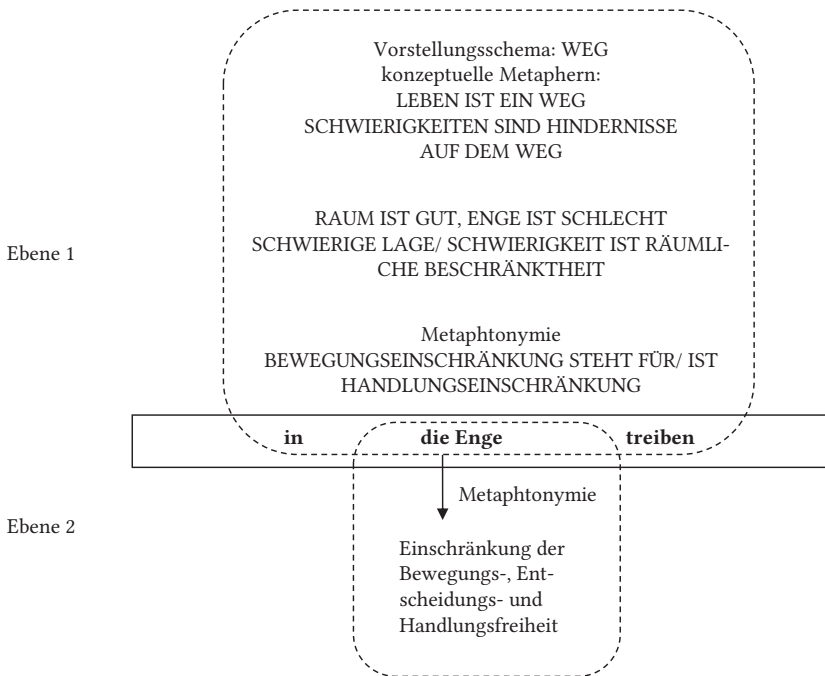 Vorstellungsschema: WEG
konzeptuelle Metaphern:
LEBEN IST EIN WEG
SCHWIERIGKEITEN SIND HINDERNISSE
AUF DEM WEG
RAUM IST GUT, ENGE IST SCHLECHT
Ebene 1
SCHWIERIGE LAGE/ SCHWIERIGKEIT IST RÄUMLI-
CHE BESCHRÄNKTHEIT
Metaphtonymie
BEWEGUNGSEINSCHRÄNKUNG STEHT FÜR/ IST
HANDLUNGSEINSCHRÄNKUNG
in die Enge treiben
Metaphtonymie
Ebene 2
Einschränkung der
Bewegungs-, Ent-
scheidungs- und
Handlungsfreiheit